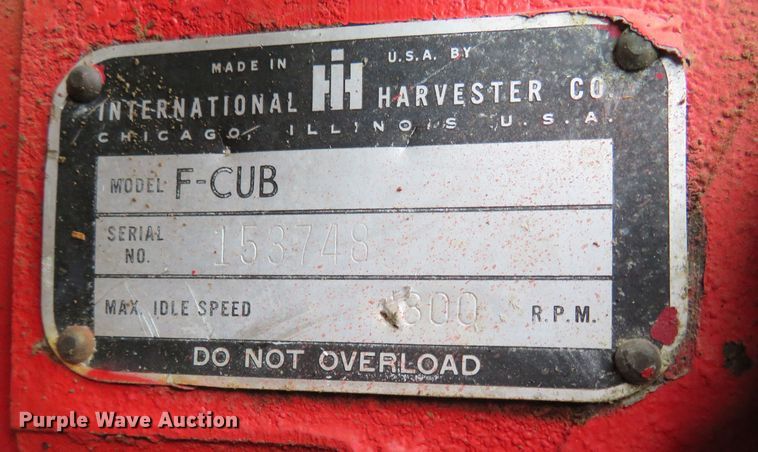 MADE IN IH U.S.A. BY
INTERNATIONAL HARVESTER CO
CHICAGO, ILLINOIS U.S.A.
MODEL F-CUB
SERIAL NO. 153748
MAX. IDLE SPEED R.P.M.
DO NOT OVERLOAD
Purple Wave Auction